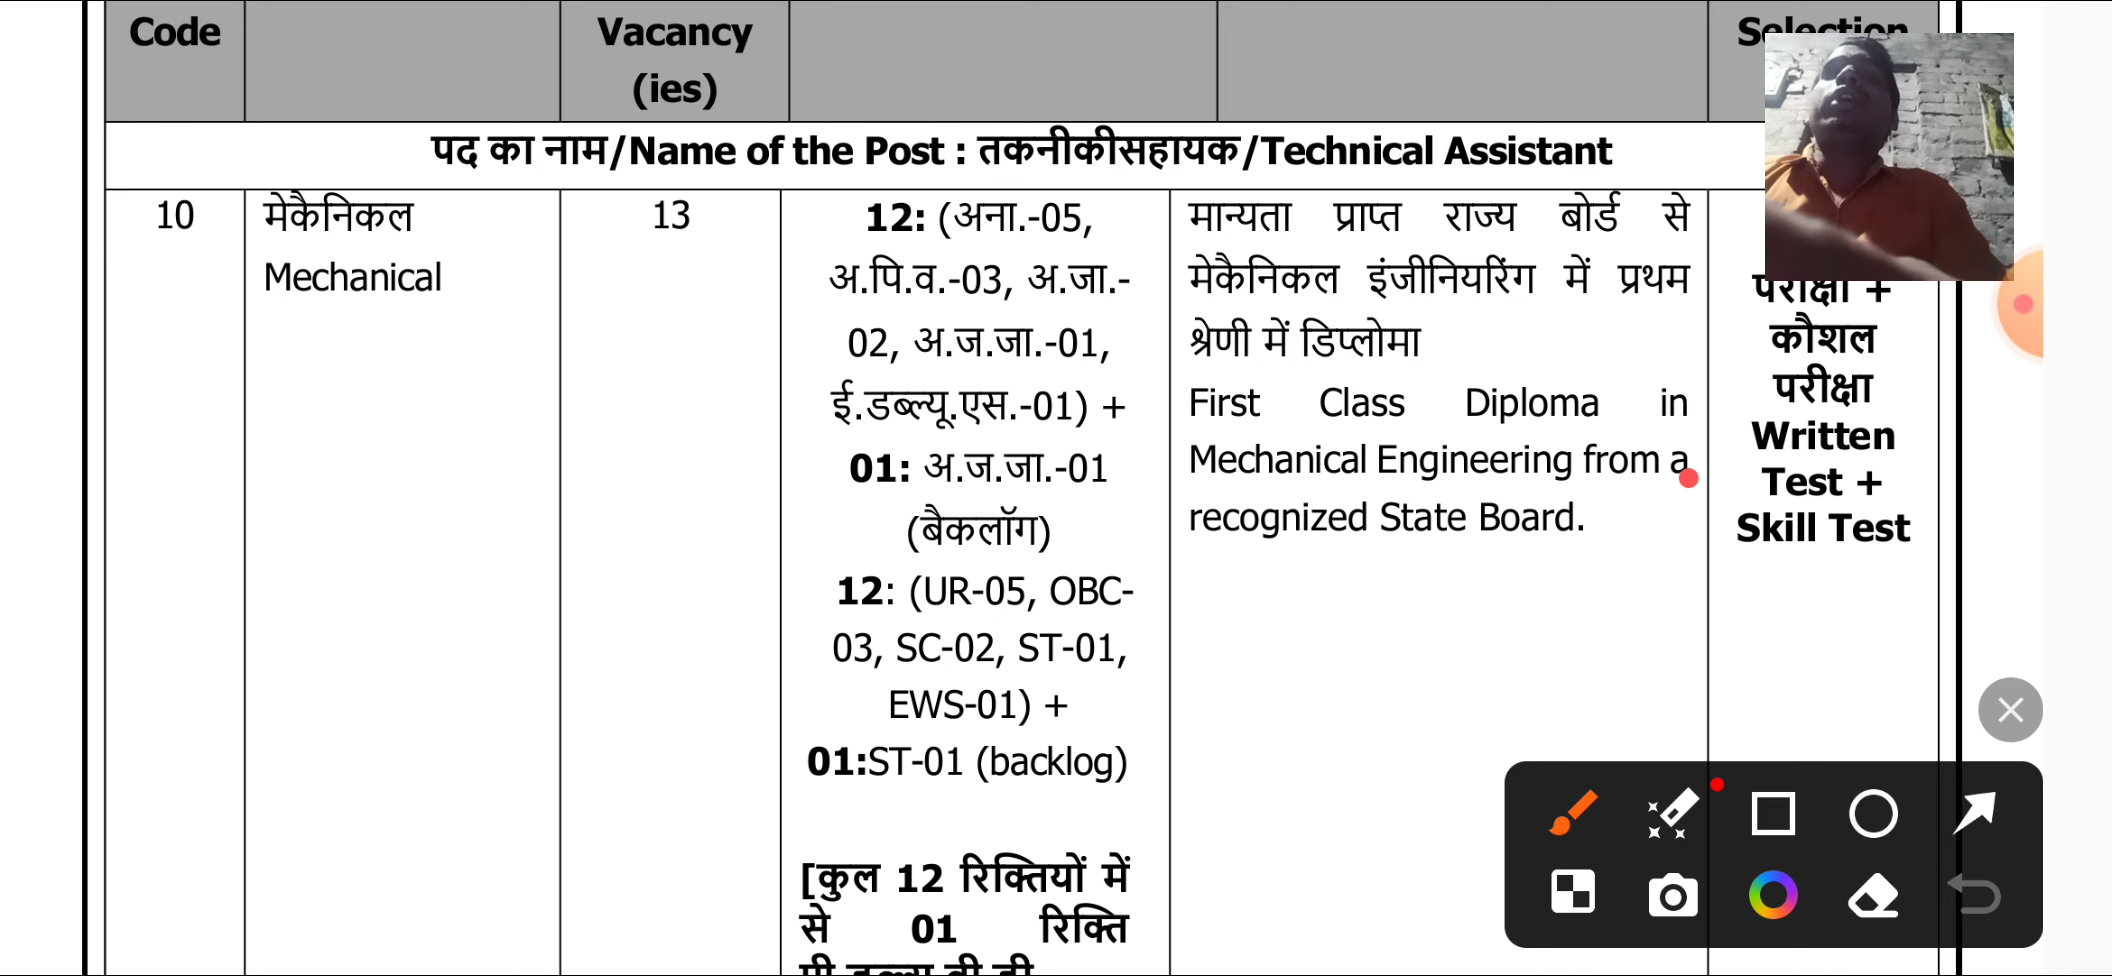 Code
Vacancy
(ies)
पद का नाम/Name of the Post : तकनीकीसहायक/Technical Assistant
10
मेकैनिकल
Mechanical
13
12: (अना.-05,
अ.पि.व.-03, अ.जा.-
02, अ.ज.जा.-01,
ई.डब्ल्यू.एस.-01) +
01: अ.ज.जा.-01
(बैकलॉग)
12: (UR-05, OBC-
03, SC-02, ST-01,
EWS-01) +
01:ST-01 (backlog)
[कुल 12 रिक्तियों में
से 01 रिक्ति
मान्यता प्राप्त राज्य बोर्ड से
मेकैनिकल इंजीनियरिंग में प्रथम
श्रेणी में डिप्लोमा
First Class Diploma in
Mechanical Engineering from a
recognized State Board.
Selection
परीक्षा +
कौशल
परीक्षा
Written
Test +
Skill Test